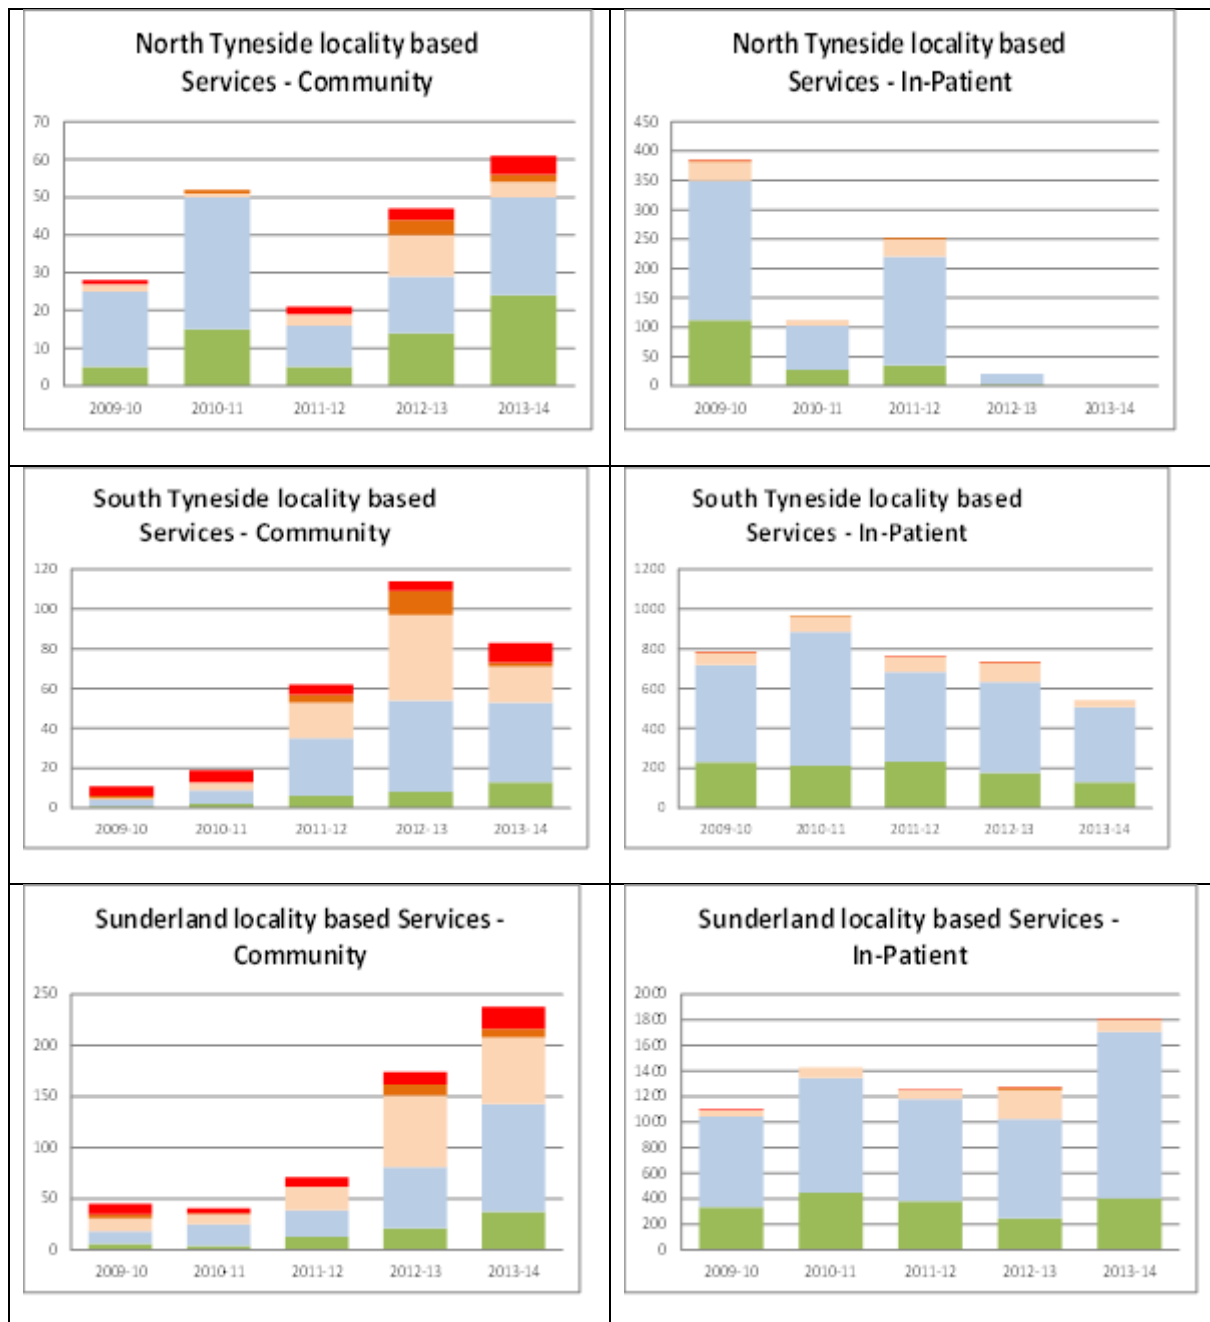 North Tyneside locality based
Services - Community
70
60
50
40
30
20
10
0
2009-10 2010-11 2011-12 2012-13 2013-14
North Tyneside locality based
Services - In-Patient
450
400
350
300
250
200
150
100
50
0
2009-10 2010-11 2011-12 2012-13 2013-14
South Tyneside locality based
Services - Community
120
100
80
60
40
20
0
2009-10 2010-11 2011-12 2012-13 2013-14
South Tyneside locality based
Services - In-Patient
1200
1000
800
600
400
200
0
2009-10 2010-11 2011-12 2012-13 2013-14
Sunderland locality based Services -
Community
250
200
150
100
50
0
2009-10 2010-11 2011-12 2012-13 2013-14
Sunderland locality based Services -
In-Patient
2000
1800
1600
1400
1200
1000
800
600
400
200
0
2009-10 2010-11 2011-12 2012-13 2013-14